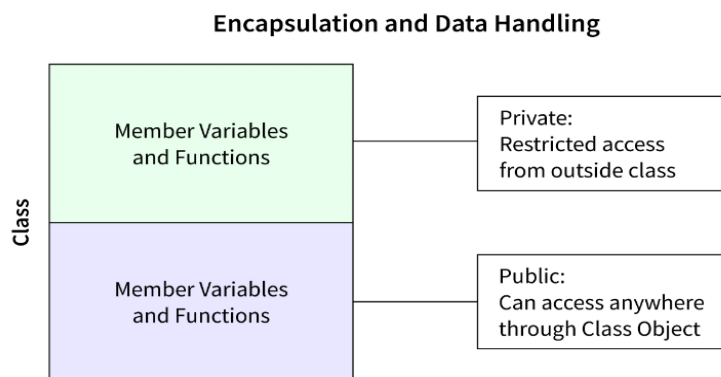 Encapsulation and Data Handling
Class
Member Variables
and Functions
Private:
Restricted access
from outside class
Member Variables
and Functions
Public:
Can access anywhere
through Class Object